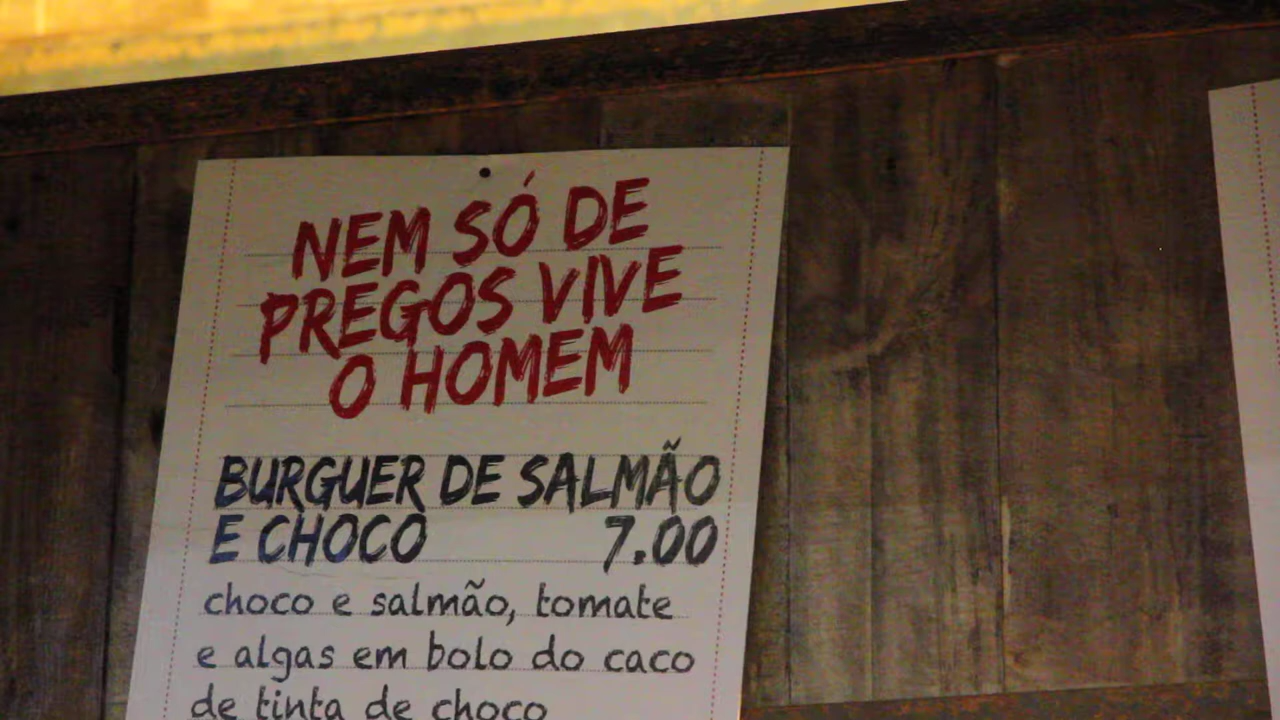 NEM SÓ DE
PREGOS VIVE
O HOMEM
BURGUER DE SALMÃO
E CHOCO 7.00
choco e salmão, tomate
e algas em bolo do caco
de tinta de choco